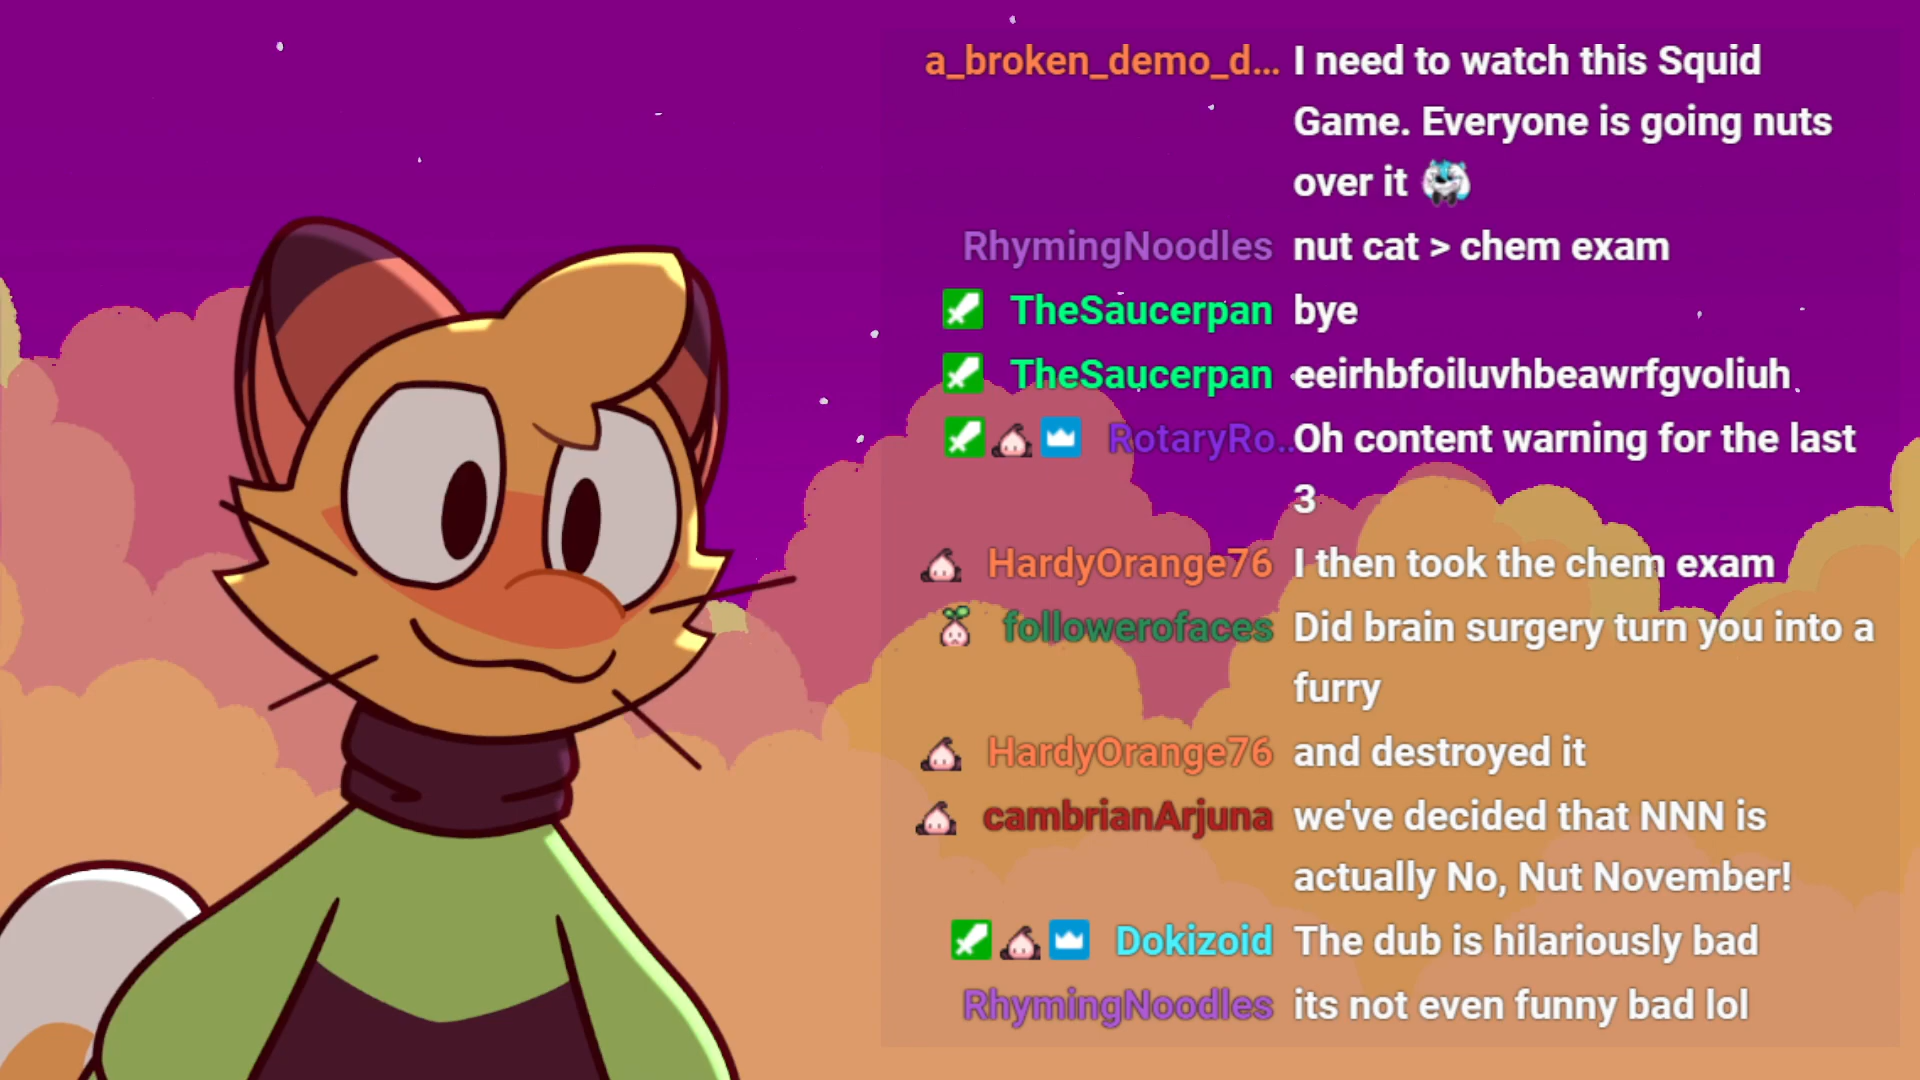 a_broken_demo_d... I need to watch this Squid
Game. Everyone is going nuts
over it
RhymingNoodles nut cat > chem exam
TheSaucerpan bye
TheSaucerpan eeirhbfoiluvhbeawrfgvoliuh
RotaryRo.. Oh content warning for the last
3
HardyOrange76 I then took the chem exam
followerofaces Did brain surgery turn you into a
furry
HardyOrange76 and destroyed it
cambrianArjuna we've decided that NNN is
actually No, Nut November!
Dokizoid The dub is hilariously bad
RhymingNoodles its not even funny bad lol